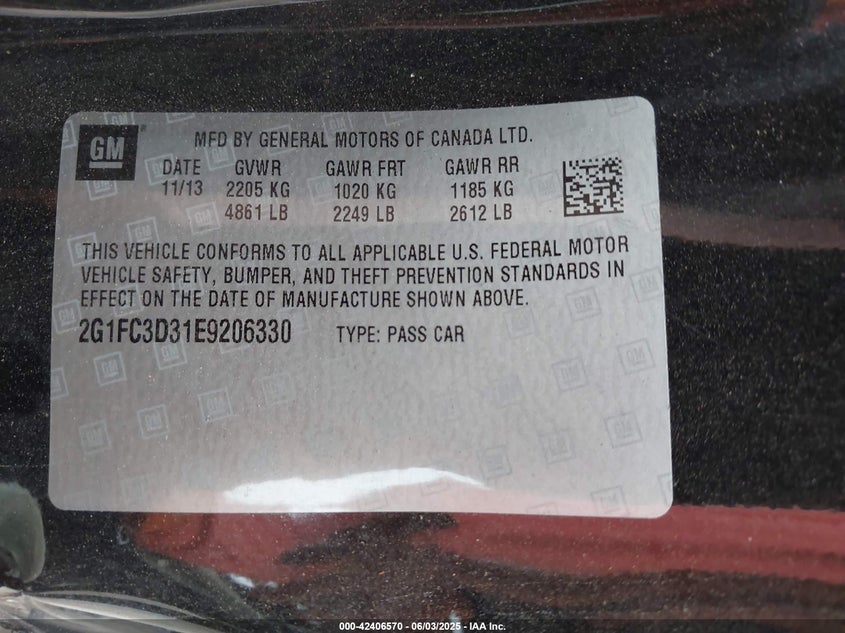 GM
MFD BY GENERAL MOTORS OF CANADA LTD.
DATE GVWR GAWR FRT GAWR RR
11/13 2205 KG 1020 KG 1185 KG
4861 LB 2249 LB 2612 LB
THIS VEHICLE CONFORMS TO ALL APPLICABLE U.S. FEDERAL MOTOR
VEHICLE SAFETY, BUMPER, AND THEFT PREVENTION STANDARDS IN
EFFECT ON THE DATE OF MANUFACTURE SHOWN ABOVE.
2G1FC3D31E9206330 TYPE: PASS CAR
000-42406570 - 06/03/2025 - IAA Inc.